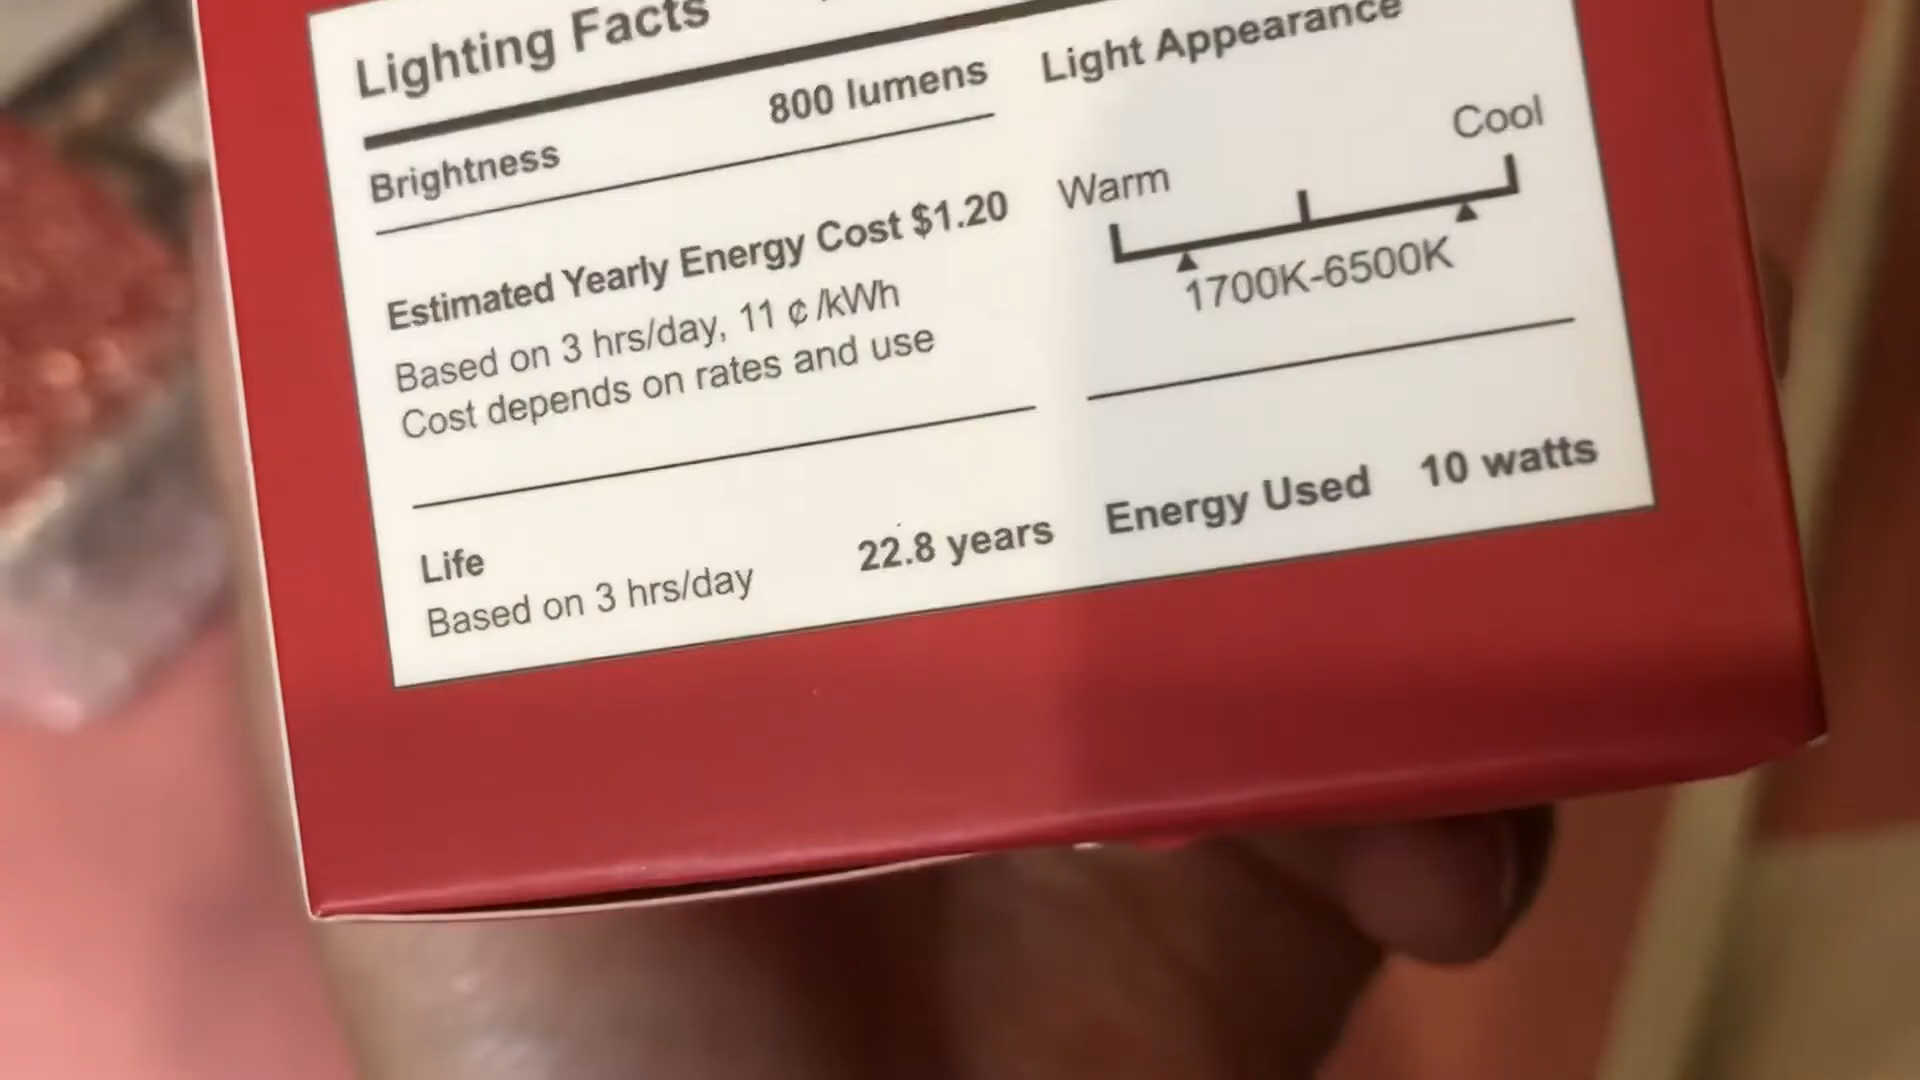 Lighting Facts
Brightness 800 lumens
Estimated Yearly Energy Cost $1.20
Based on 3 hrs/day, 11 ¢/kWh
Cost depends on rates and use
Life 22.8 years
Based on 3 hrs/day
Light Appearance
Warm Cool
1700K-6500K
Energy Used 10 watts